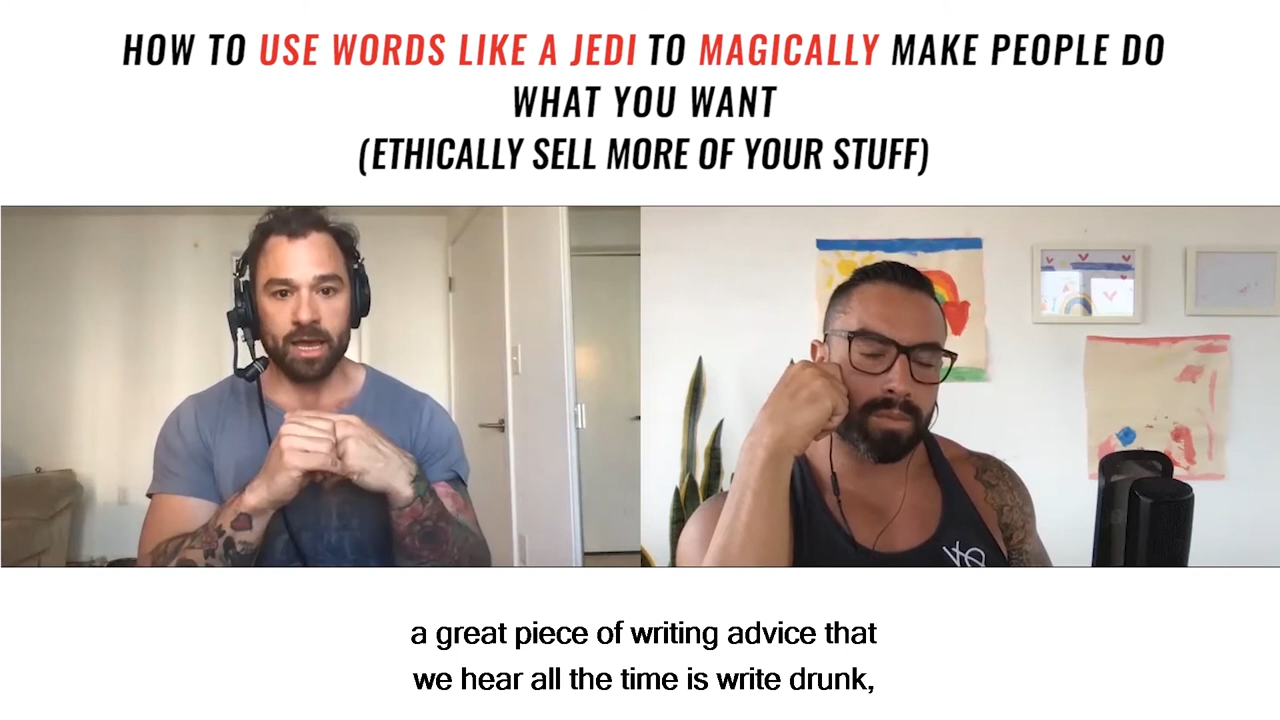 HOW TO USE WORDS LIKE A JEDI TO MAGICALLY MAKE PEOPLE DO
WHAT YOU WANT
(ETHICALLY SELL MORE OF YOUR STUFF)
a great piece of writing advice that
we hear all the time is write drunk,